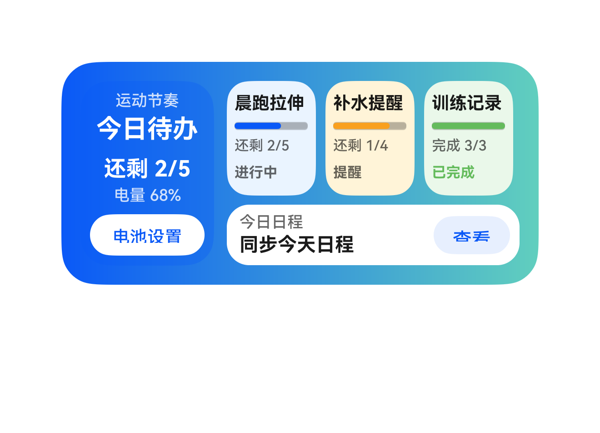 运动节奏
今日待办
还剩 2/5
电量 68%
电池设置
晨跑拉伸
还剩 2/5
进行中
补水提醒
还剩 1/4
提醒
训练记录
完成 3/3
已完成
今日日程
同步今天日程
查看